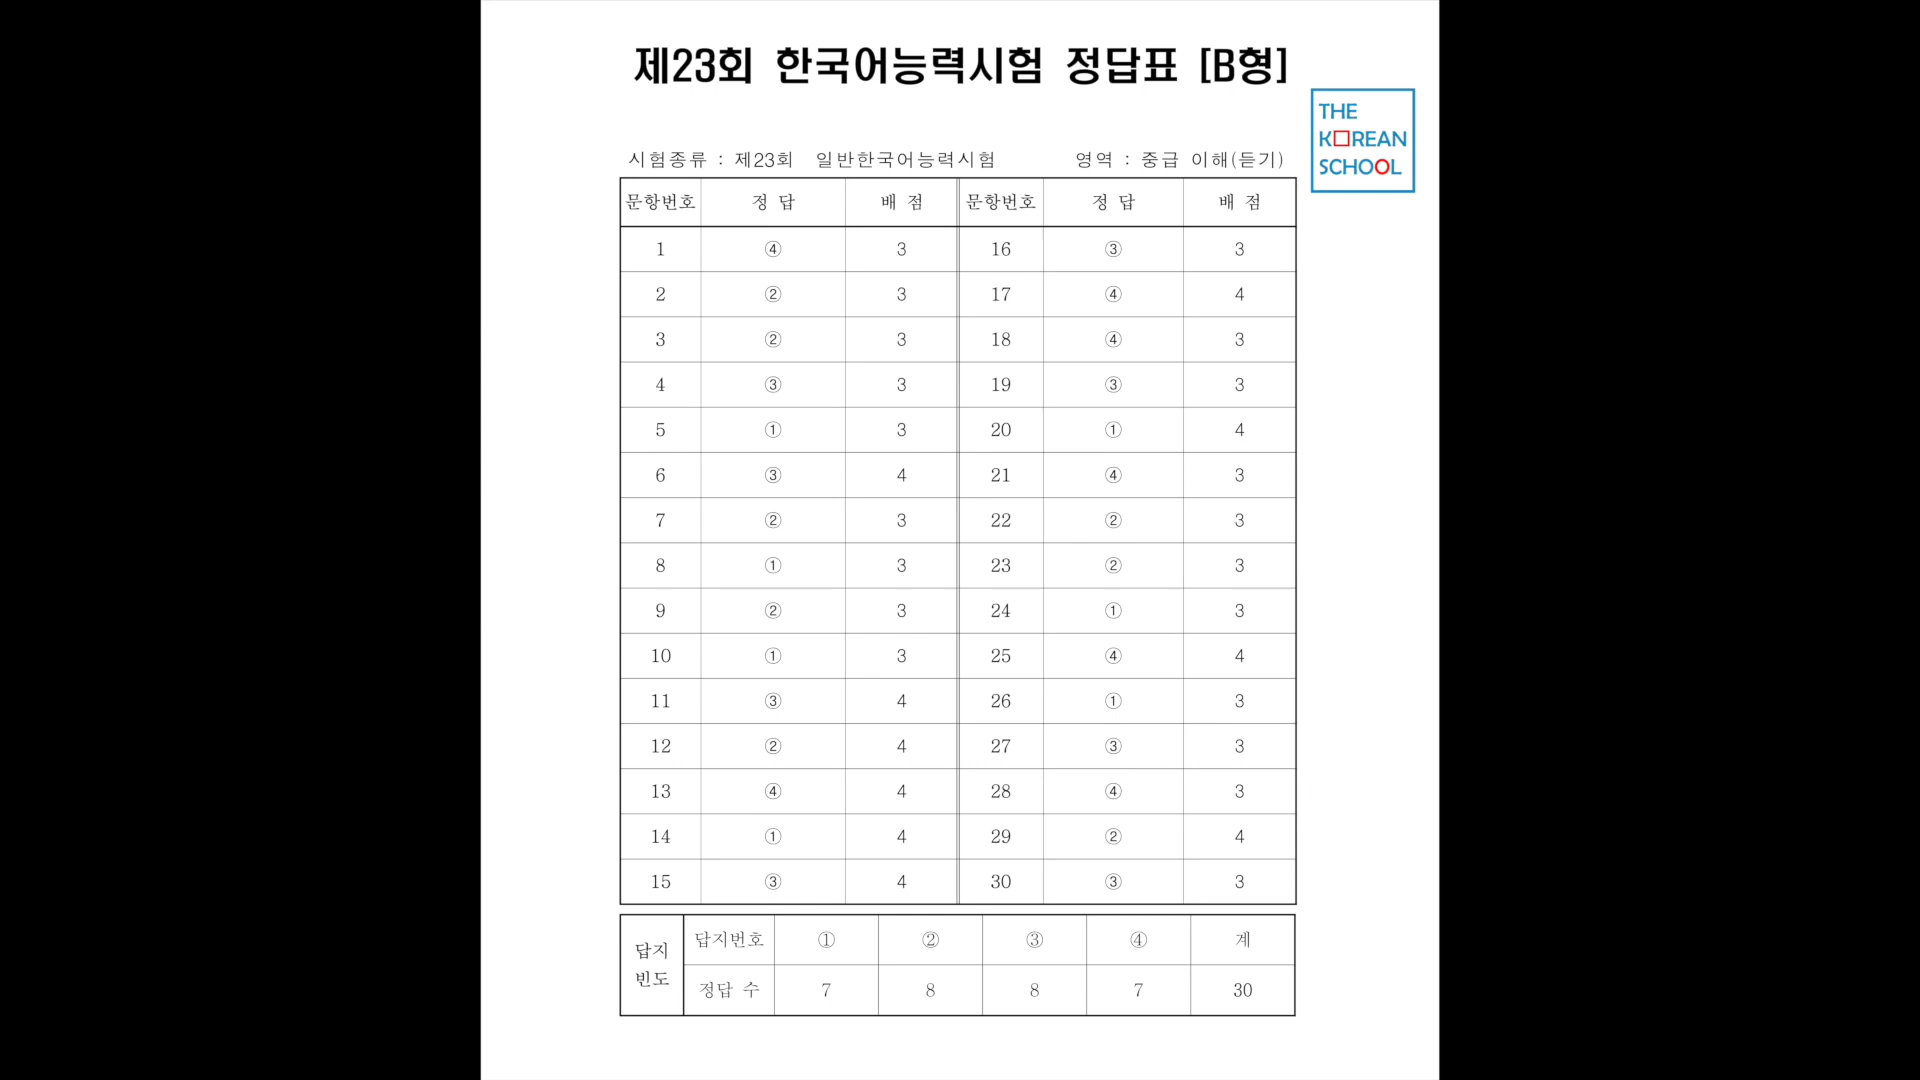 제23회 한국어능력시험 정답표 [B형]
THE
KOREAN
SCHOOL
시험종류 : 제23회 일반한국어능력시험 영역 : 중급 이해(듣기)
문항번호 정 답 배 점 문항번호 정 답 배 점
1 ④ 3 16 ③ 3
2 ② 3 17 ④ 4
3 ② 3 18 ④ 3
4 ③ 3 19 ③ 3
5 ① 3 20 ① 4
6 ③ 4 21 ④ 3
7 ② 3 22 ② 3
8 ① 3 23 ② 3
9 ② 3 24 ① 3
10 ① 3 25 ④ 4
11 ③ 4 26 ① 3
12 ② 4 27 ③ 3
13 ④ 4 28 ④ 3
14 ① 4 29 ② 4
15 ③ 4 30 ③ 3
답지 빈도
답지번호 ① ② ③ ④ 계
정답 수 7 8 8 7 30